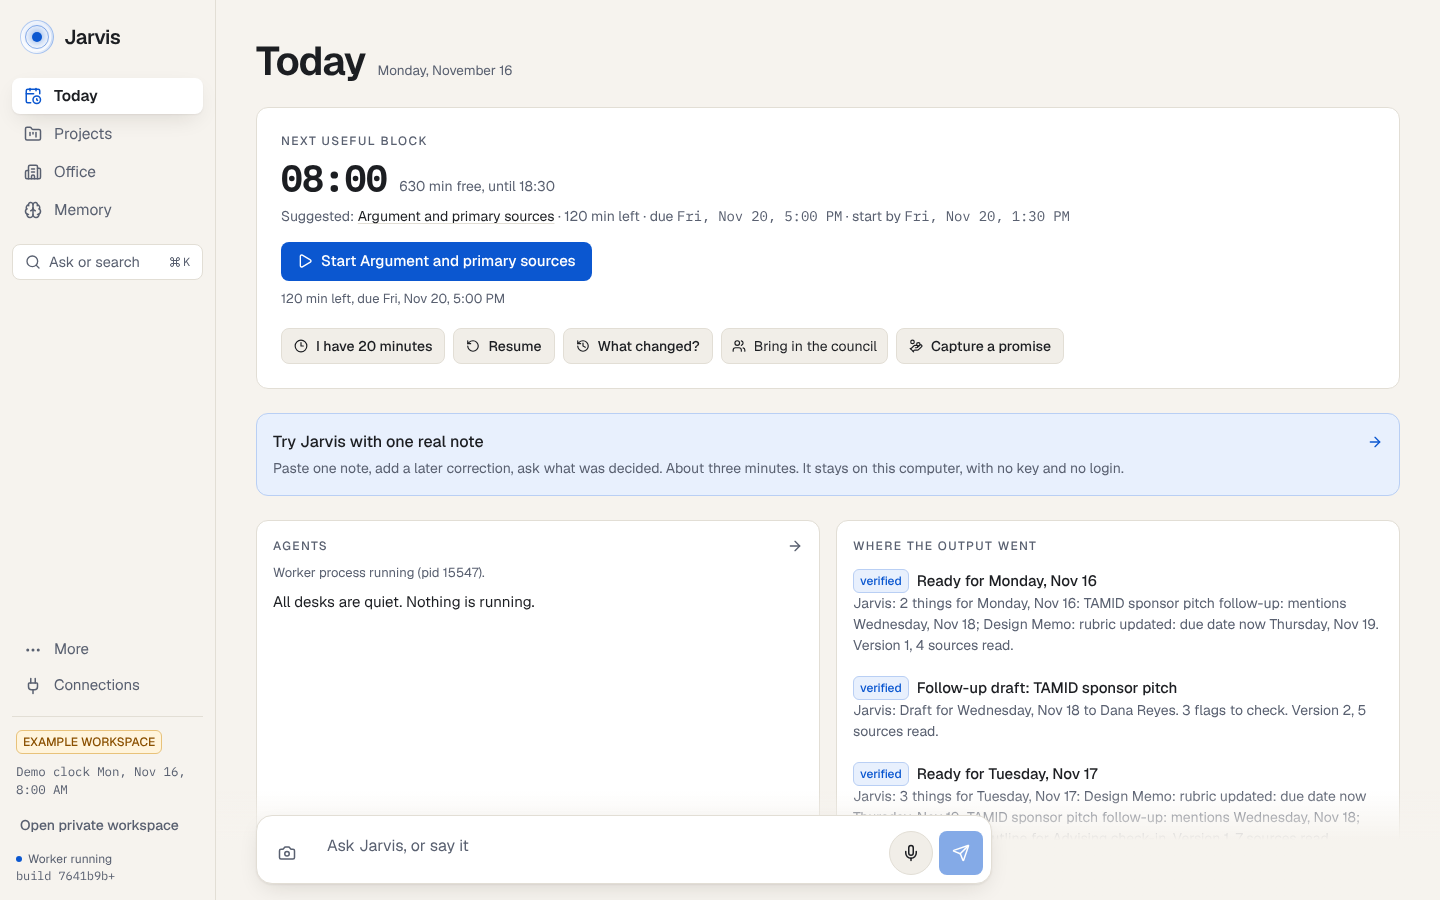 Jarvis
Today
Projects
Office
Memory
Ask or search ⌘ K
More
Connections
EXAMPLE WORKSPACE
Demo clock Mon, Nov 16,
8:00 AM
Open private workspace
Worker running
build 7641b9b+
Today Monday, November 16
NEXT USEFUL BLOCK
08:00 630 min free, until 18:30
Suggested: Argument and primary sources · 120 min left · due Fri, Nov 20, 5:00 PM · start by Fri, Nov 20, 1:30 PM
Start Argument and primary sources
120 min left, due Fri, Nov 20, 5:00 PM
I have 20 minutes Resume What changed? Bring in the council Capture a promise
Try Jarvis with one real note
Paste one note, add a later correction, ask what was decided. About three minutes. It stays on this computer, with no key and no login.
AGENTS
Worker process running (pid 15547).
All desks are quiet. Nothing is running.
WHERE THE OUTPUT WENT
verified Ready for Monday, Nov 16
Jarvis: 2 things for Monday, Nov 16: TAMID sponsor pitch follow-up: mentions
Wednesday, Nov 18; Design Memo: rubric updated: due date now Thursday, Nov 19.
Version 1, 4 sources read.
verified Follow-up draft: TAMID sponsor pitch
Jarvis: Draft for Wednesday, Nov 18 to Dana Reyes. 3 flags to check. Version 2, 5
sources read.
verified Ready for Tuesday, Nov 17
Jarvis: 3 things for Tuesday, Nov 17: Design Memo: rubric updated: due date now
TAMID sponsor pitch follow-up: mentions Wednesday, Nov 18;
Ask Jarvis, or say it